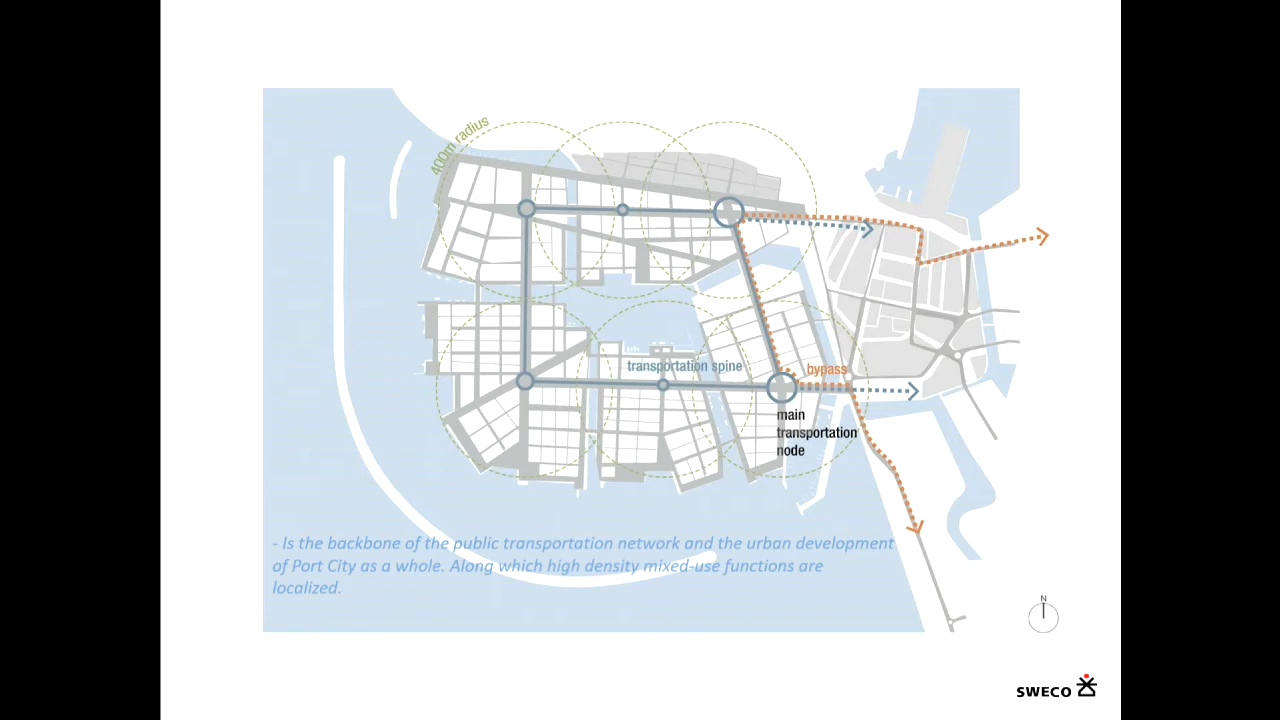 400m radius
transportation spine
bypass
main
transportation
node
- Is the backbone of the public transportation network and the urban development
of Port City as a whole. Along which high density mixed-use functions are
localized.
N
SWECO